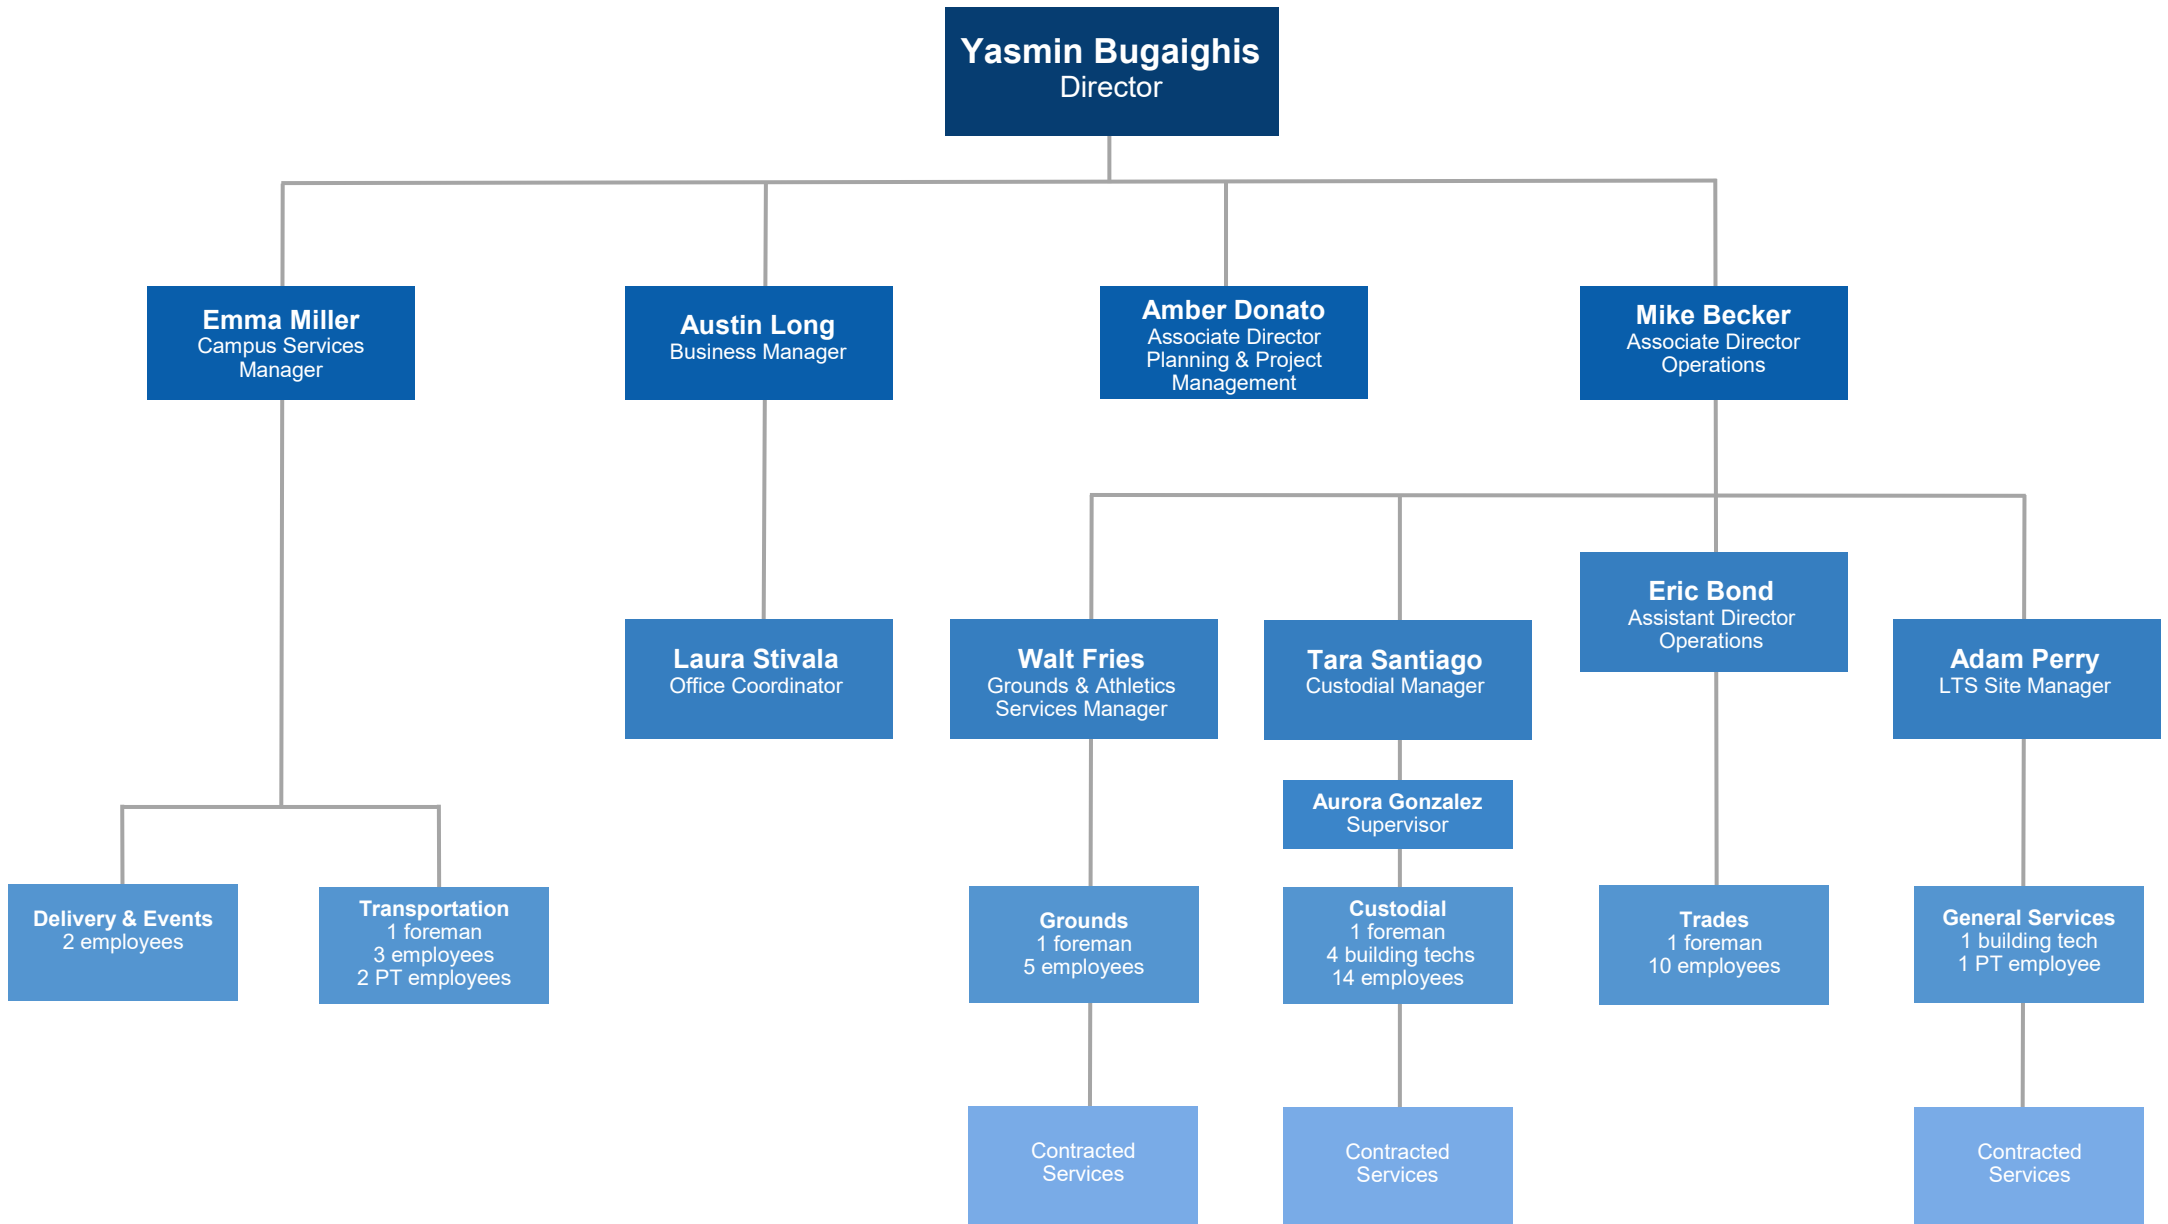 Yasmin Bugaighis
Director
Emma Miller
Campus Services
Manager
Austin Long
Business Manager
Amber Donato
Associate Director
Planning & Project
Management
Mike Becker
Associate Director
Operations
Laura Stivala
Office Coordinator
Walt Fries
Grounds & Athletics
Services Manager
Tara Santiago
Custodial Manager
Eric Bond
Assistant Director
Operations
Adam Perry
LTS Site Manager
Aurora Gonzalez
Supervisor
Delivery & Events
2 employees
Transportation
1 foreman
3 employees
2 PT employees
Grounds
1 foreman
5 employees
Custodial
1 foreman
4 building techs
14 employees
Trades
1 foreman
10 employees
General Services
1 building tech
1 PT employee
Contracted
Services
Contracted
Services
Contracted
Services